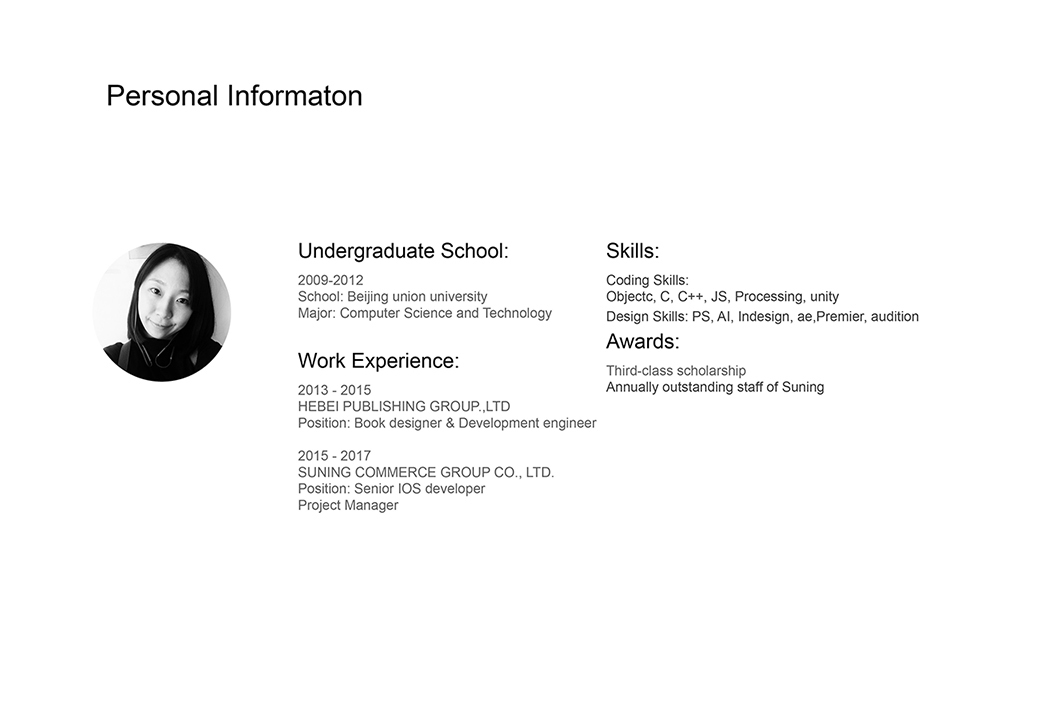 Personal Informaton
Undergraduate School:
2009-2012
School: Beijing union university
Major: Computer Science and Technology
Work Experience:
2013 - 2015
HEBEI PUBLISHING GROUP.,LTD
Position: Book designer & Development engineer
2015 - 2017
SUNING COMMERCE GROUP CO., LTD.
Position: Senior IOS developer
Project Manager
Skills:
Coding Skills:
Objectc, C, C++, JS, Processing, unity
Design Skills: PS, AI, Indesign, ae,Premier, audition
Awards:
Third-class scholarship
Annually outstanding staff of Suning